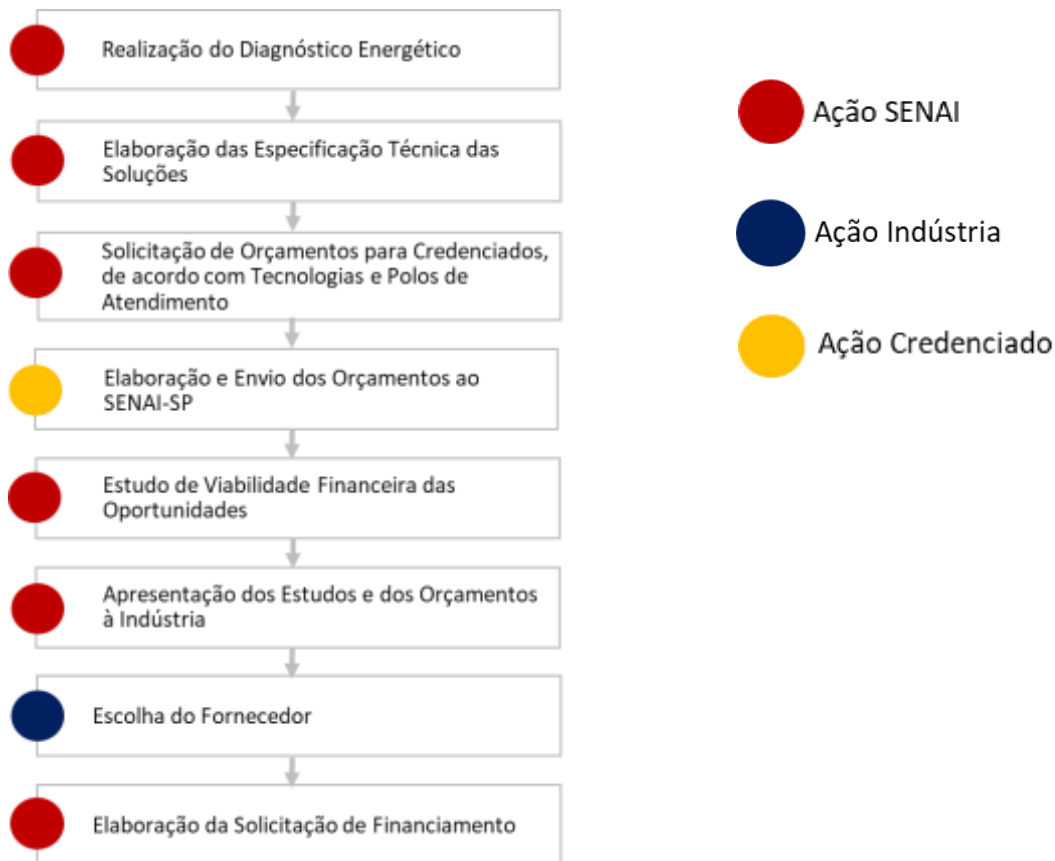 Realização do Diagnóstico Energético
Elaboração das Especificação Técnica das
Soluções
Solicitação de Orçamentos para Credenciados,
de acordo com Tecnologias e Polos de
Atendimento
Elaboração e Envio dos Orçamentos ao
SENAI-SP
Estudo de Viabilidade Financeira das
Oportunidades
Apresentação dos Estudos e dos Orçamentos
à Indústria
Escolha do Fornecedor
Elaboração da Solicitação de Financiamento
Ação SENAI
Ação Indústria
Ação Credenciado